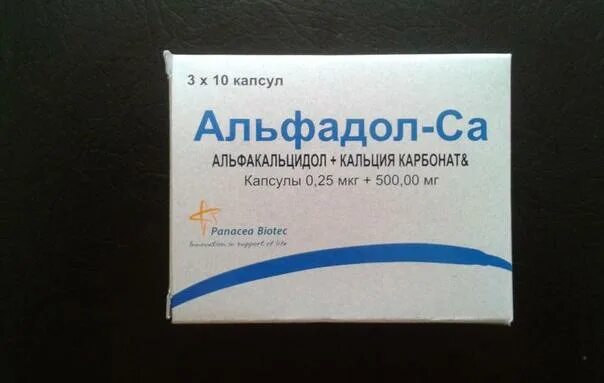 3 x 10 капсул
Альфадол-Са
АЛЬФАКАЛЬЦИДОЛ + КАЛЬЦИЯ КАРБОНАТ&
Капсулы 0,25 мкг + 500,00 мг
Panacea Biotec
Innovation in support of life